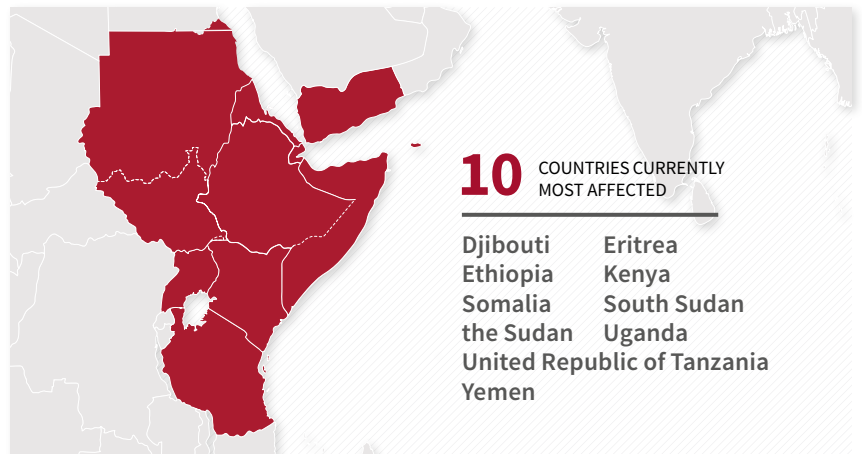 10 COUNTRIES CURRENTLY
MOST AFFECTED
Djibouti Eritrea
Ethiopia Kenya
Somalia South Sudan
the Sudan Uganda
United Republic of Tanzania
Yemen